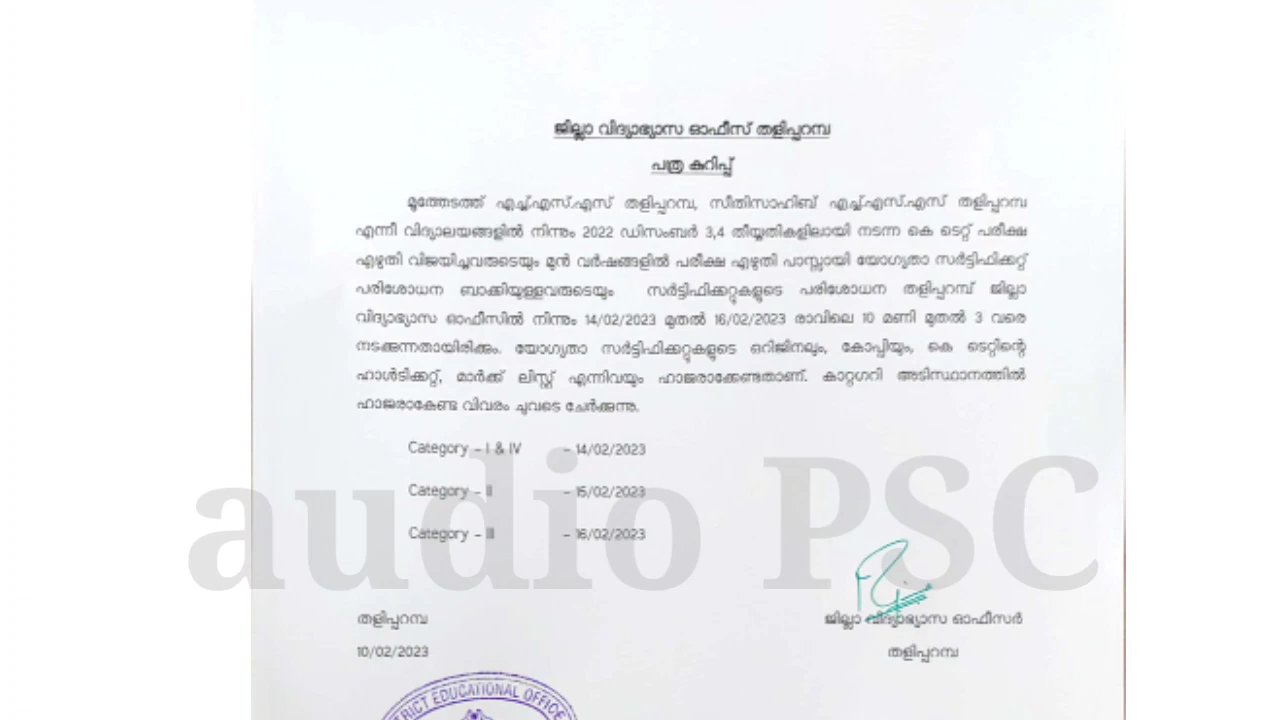 ജില്ലാ വിദ്യാഭ്യാസ ഓഫീസ് തളിപ്പറമ്പ
പത്ര കുറിപ്പ്
മൂത്തേടത്ത് എച്ച്.എസ്.എസ് തളിപ്പറമ്പ, സീതിസാഹിബ് എച്ച്.എസ്.എസ് തളിപ്പറമ്പ
എന്നീ വിദ്യാലയങ്ങളിൽ നിന്നും 2022 ഡിസംബർ 3,4 തീയ്യതികളിലായി നടന്ന കെ ടെറ്റ് പരീക്ഷ
എഴുതി വിജയിച്ചവരുടെയും മുൻ വർഷങ്ങളിൽ പരീക്ഷ എഴുതി പാസ്സായി യോഗ്യതാ സർട്ടിഫിക്കറ്റ്
പരിശോധന ബാക്കിയുള്ളവരുടെയും സർട്ടിഫിക്കറ്റുകളുടെ പരിശോധന തളിപ്പറമ്പ് ജില്ലാ
വിദ്യാഭ്യാസ ഓഫീസിൽ നിന്നും 14/02/2023 മുതൽ 16/02/2023 രാവിലെ 10 മണി മുതൽ 3 വരെ
നടക്കുന്നതായിരിക്കും. യോഗ്യതാ സർട്ടിഫിക്കറ്റുകളുടെ ഒറിജിനലും, കോപ്പിയും, കെ ടെറ്റിന്റെ
ഹാൾടിക്കറ്റ്, മാർക്ക് ലിസ്റ്റ് എന്നിവയും ഹാജരാക്കേണ്ടതാണ്. കാറ്റഗറി അടിസ്ഥാനത്തിൽ
ഹാജരാകേണ്ട വിവരം ചുവടെ ചേർക്കുന്നു.
Category – I & IV – 14/02/2023
Category – II – 15/02/2023
Category – III – 16/02/2023
audio PSC
തളിപ്പറമ്പ ജില്ലാ വിദ്യാഭ്യാസ ഓഫീസർ
10/02/2023 തളിപ്പറമ്പ
EDUCATIONAL OFFICE